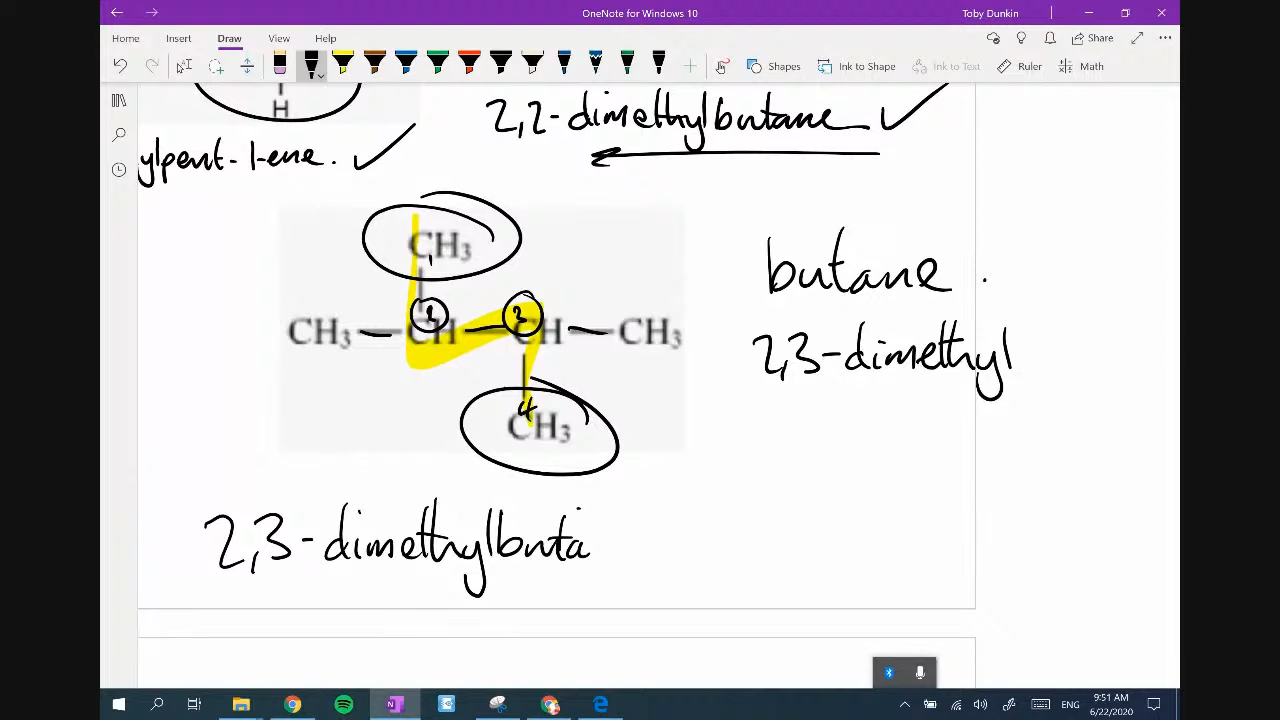 OneNote for Windows 10
Toby Dunkin
Home Insert Draw View Help
Share
Shapes Ink to Shape Ink to Text Ruler Math
H
2,2-dimethylbutane
ylpent-1-ene.
CH3
1
2 3
CH3 CH CH CH3
4
CH3
butane
2,3-dimethyl
2,3-dimethylbuta
ENG
9:51 AM
6/22/2020